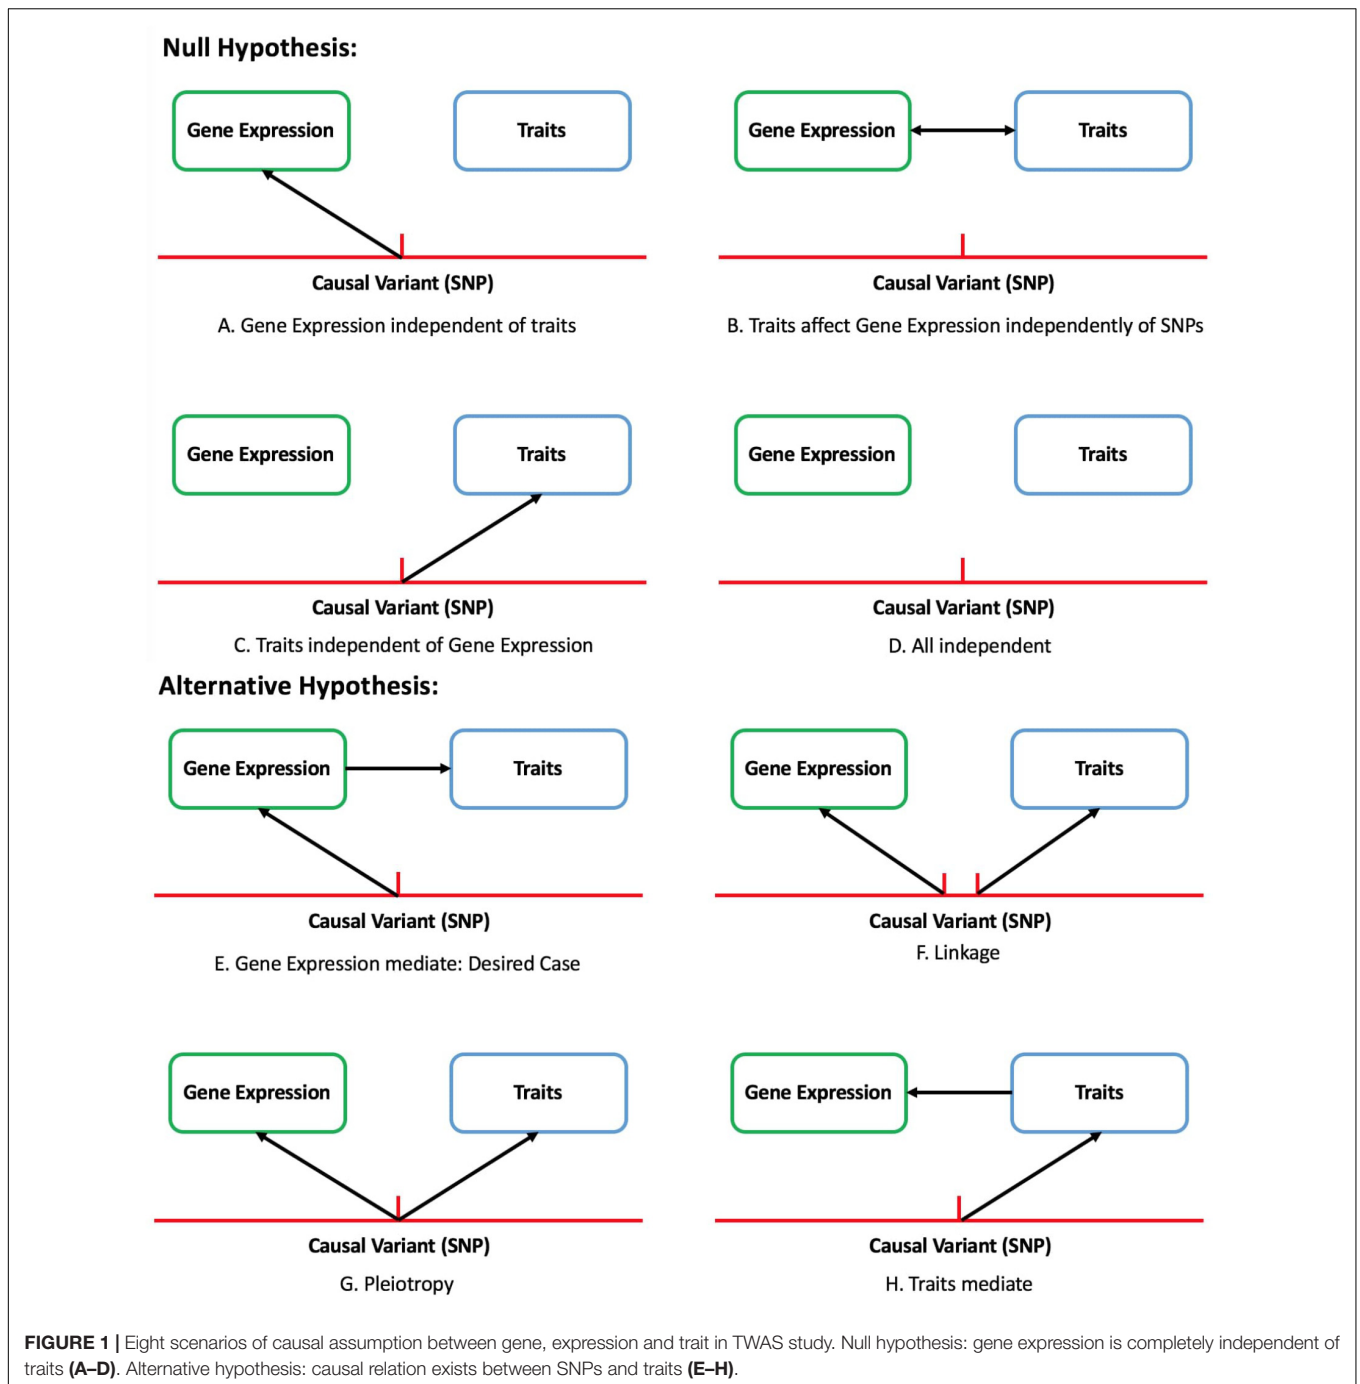 Null Hypothesis:
Gene Expression
Traits
Causal Variant (SNP)
A. Gene Expression independent of traits
Gene Expression
Traits
Causal Variant (SNP)
B. Traits affect Gene Expression independently of SNPs
Gene Expression
Traits
Causal Variant (SNP)
C. Traits independent of Gene Expression
Gene Expression
Traits
Causal Variant (SNP)
D. All independent
Alternative Hypothesis:
Gene Expression
Traits
Causal Variant (SNP)
E. Gene Expression mediate: Desired Case
Gene Expression
Traits
Causal Variant (SNP)
F. Linkage
Gene Expression
Traits
Causal Variant (SNP)
G. Pleiotropy
Gene Expression
Traits
Causal Variant (SNP)
H. Traits mediate
FIGURE 1 | Eight scenarios of causal assumption between gene, expression and trait in TWAS study. Null hypothesis: gene expression is completely independent of
traits (A–D). Alternative hypothesis: causal relation exists between SNPs and traits (E–H).